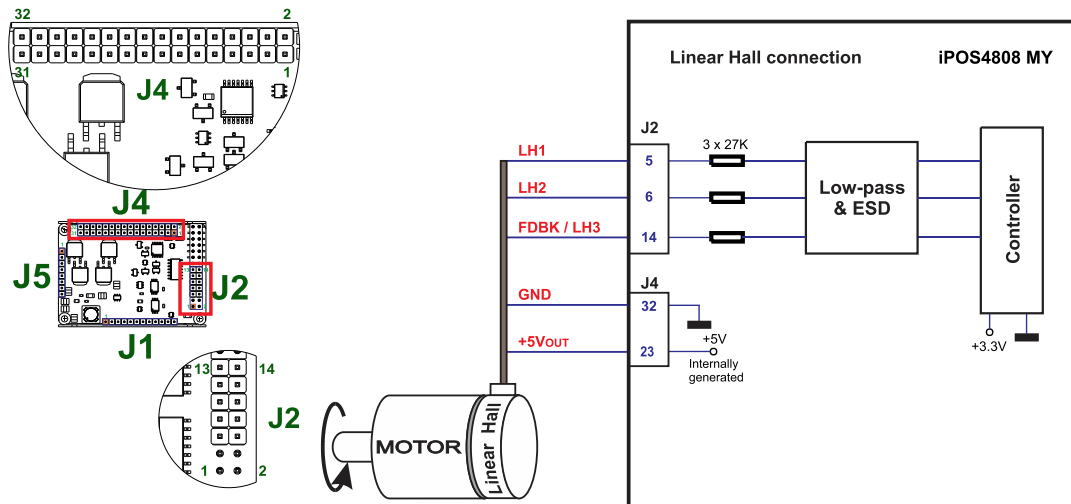 32
2
31
1
J4
J4
J5
J2
J1
13
14
J2
1
2
Linear Hall connection
iPOS4808 MY
J2
3 x 27K
LH1
5
LH2
6
FDBK / LH3
14
Low-pass
& ESD
Controller
J4
GND
32
+5VOUT
23
+5V
Internally
generated
+3.3V
MOTOR
Linear Hall